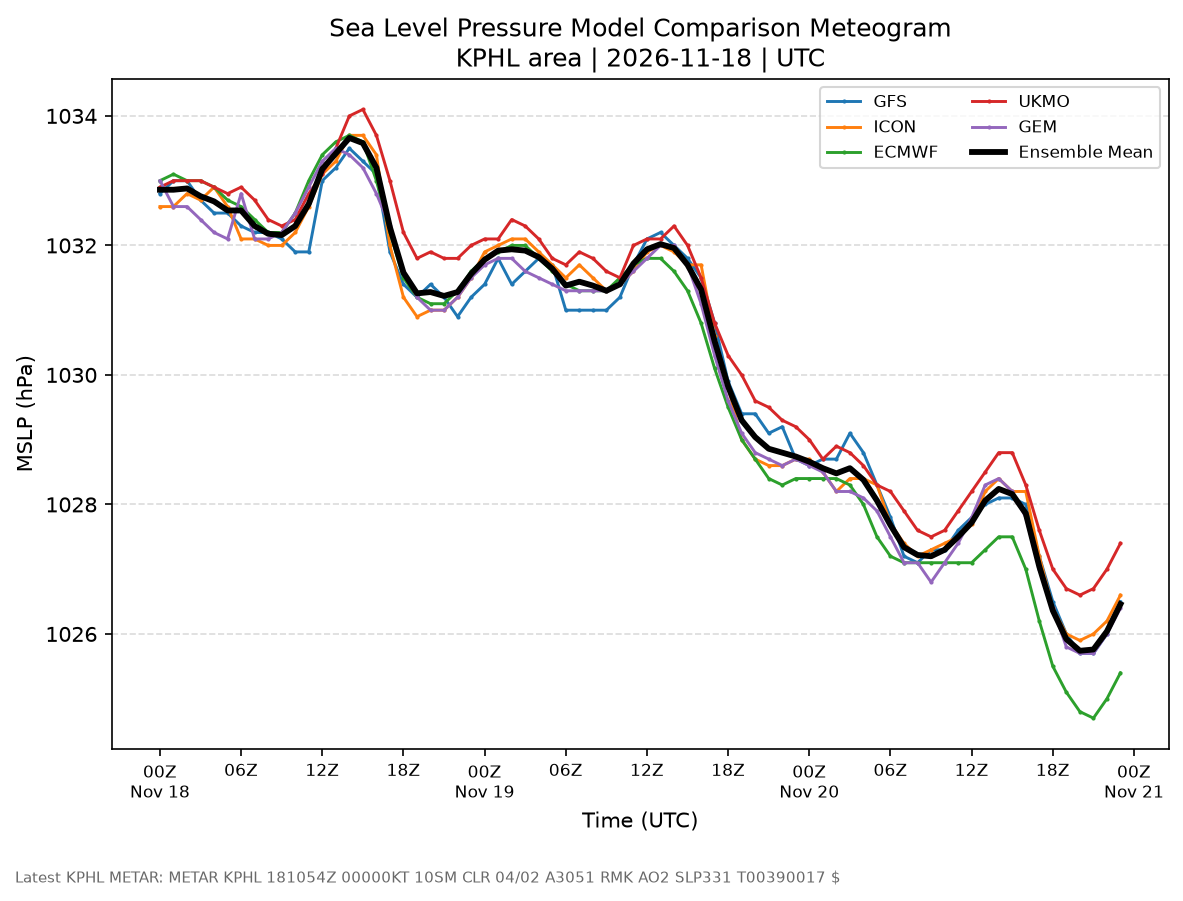 Sea Level Pressure Model Comparison Meteogram
KPHL area | 2026-11-18 | UTC
GFS
ICON
ECMWF
UKMO
GEM
Ensemble Mean
MSLP (hPa)
1034
1032
1030
1028
1026
00Z 06Z 12Z 18Z 00Z 06Z 12Z 18Z 00Z 06Z 12Z 18Z 00Z
Nov 18 Nov 19 Nov 20 Nov 21
Time (UTC)
Latest KPHL METAR: METAR KPHL 181054Z 00000KT 10SM CLR 04/02 A3051 RMK AO2 SLP331 T00390017 $